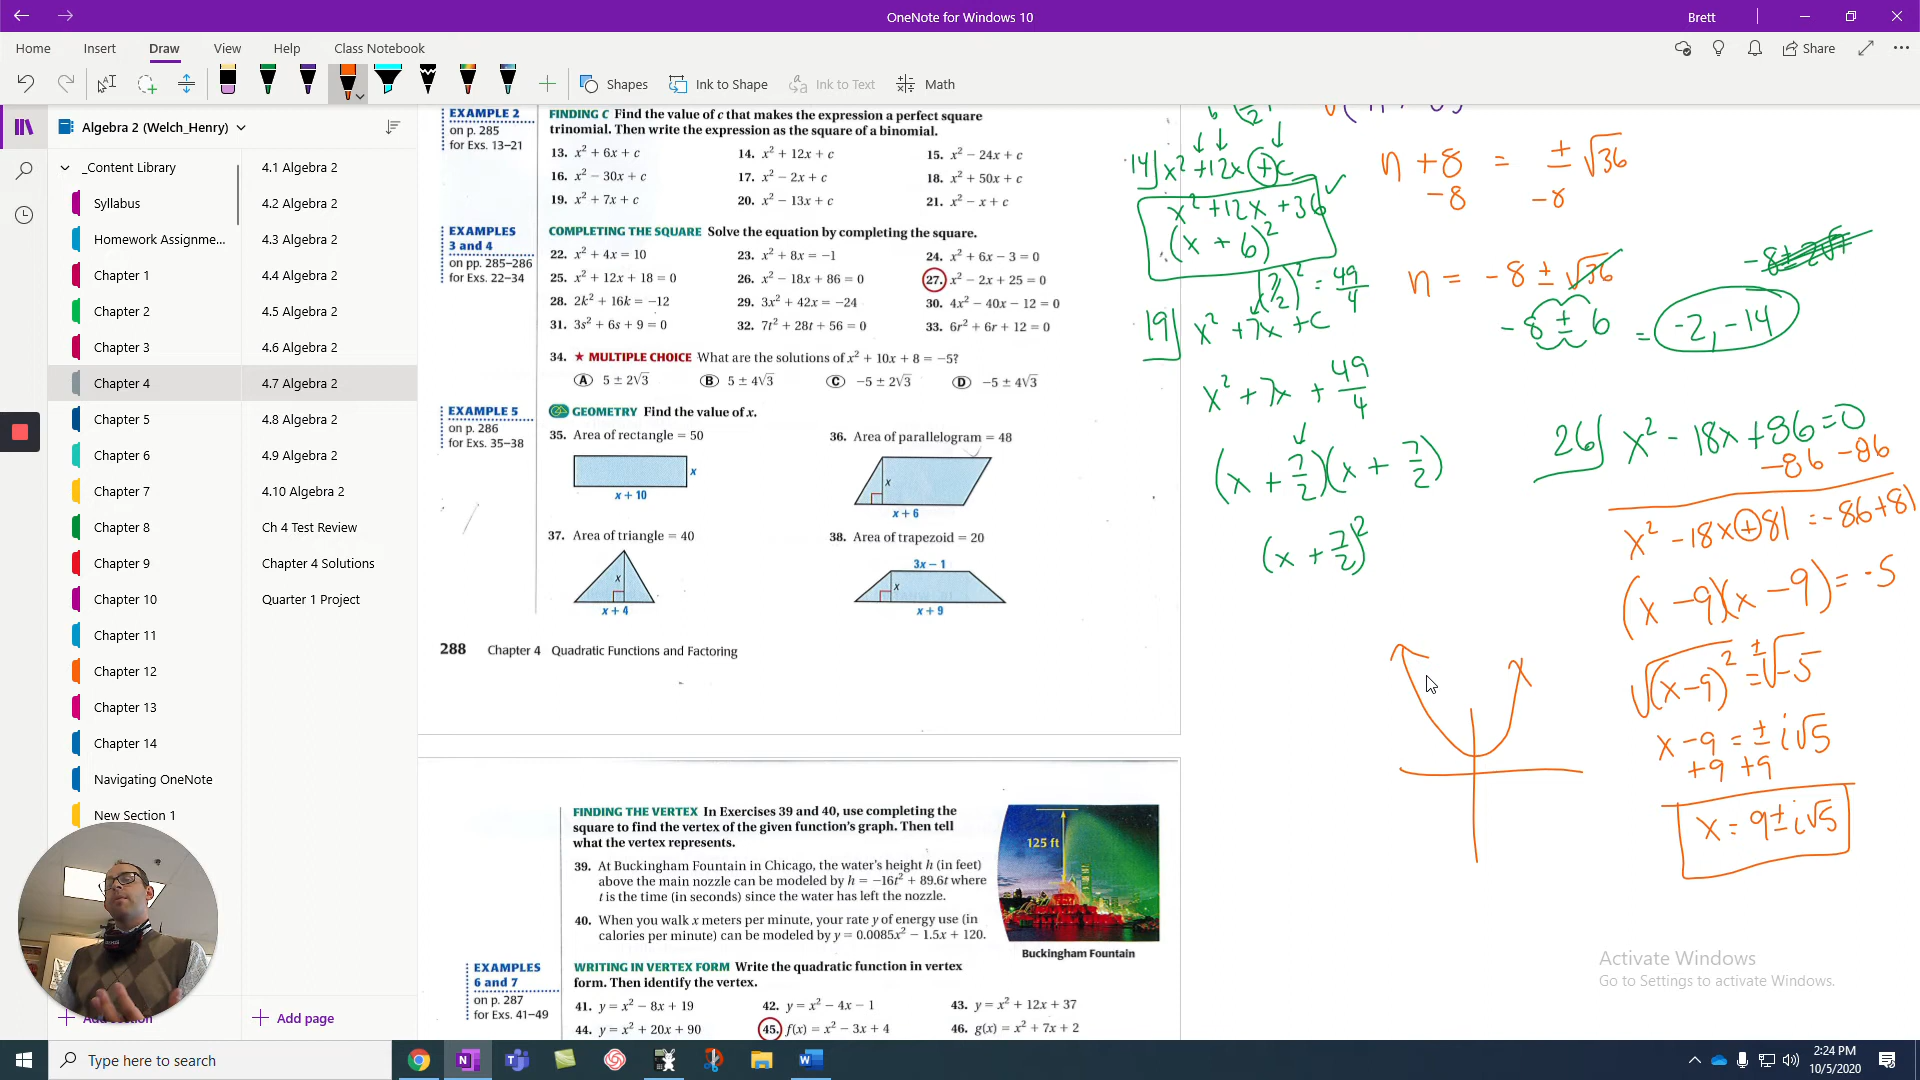 OneNote for Windows 10
Brett
Home Insert Draw View Help Class Notebook
Share
Shapes Ink to Shape Ink to Text Math
Algebra 2 (Welch_Henry)
_Content Library
Syllabus
Homework Assignme...
Chapter 1
Chapter 2
Chapter 3
Chapter 4
Chapter 5
Chapter 6
Chapter 7
Chapter 8
Chapter 9
Chapter 10
Chapter 11
Chapter 12
Chapter 13
Chapter 14
Navigating OneNote
New Section 1
4.1 Algebra 2
4.2 Algebra 2
4.3 Algebra 2
4.4 Algebra 2
4.5 Algebra 2
4.6 Algebra 2
4.7 Algebra 2
4.8 Algebra 2
4.9 Algebra 2
4.10 Algebra 2
Ch 4 Test Review
Chapter 4 Solutions
Quarter 1 Project
Add page
EXAMPLE 2
on p. 285
for Exs. 13–21
FINDING C Find the value of c that makes the expression a perfect square
trinomial. Then write the expression as the square of a binomial.
13. x² + 6x + c 14. x² + 12x + c 15. x² − 24x + c
16. x² − 30x + c 17. x² − 2x + c 18. x² + 50x + c
19. x² + 7x + c 20. x² − 13x + c 21. x² − x + c
EXAMPLES
3 and 4
on pp. 285–286
for Exs. 22–34
COMPLETING THE SQUARE Solve the equation by completing the square.
22. x² + 4x = 10 23. x² + 8x = −1 24. x² + 6x − 3 = 0
25. x² + 12x + 18 = 0 26. x² − 18x + 86 = 0 27. x² − 2x + 25 = 0
28. 2k² + 16k = −12 29. 3x² + 42x = −24 30. 4x² − 40x − 12 = 0
31. 3s² + 6s + 9 = 0 32. 7t² + 28t + 56 = 0 33. 6r² + 6r + 12 = 0
34. ★ MULTIPLE CHOICE What are the solutions of x² + 10x + 8 = −5?
A 5 ± 2√3 B 5 ± 4√3 C −5 ± 2√3 D −5 ± 4√3
EXAMPLE 5
on p. 286
for Exs. 35–38
GEOMETRY Find the value of x.
35. Area of rectangle = 50
x
x + 10
36. Area of parallelogram = 48
x
x + 6
37. Area of triangle = 40
x
x + 4
38. Area of trapezoid = 20
3x − 1
x
x + 9
288 Chapter 4 Quadratic Functions and Factoring
FINDING THE VERTEX In Exercises 39 and 40, use completing the
square to find the vertex of the given function's graph. Then tell
what the vertex represents.
39. At Buckingham Fountain in Chicago, the water's height h (in feet)
above the main nozzle can be modeled by h = −16t² + 89.6t where
t is the time (in seconds) since the water has left the nozzle.
40. When you walk x meters per minute, your rate y of energy use (in
calories per minute) can be modeled by y = 0.0085x² − 1.5x + 120.
125 ft
Buckingham Fountain
EXAMPLES
6 and 7
on p. 287
for Exs. 41–49
WRITING IN VERTEX FORM Write the quadratic function in vertex
form. Then identify the vertex.
41. y = x² − 8x + 19 42. y = x² − 4x − 1 43. y = x² + 12x + 37
44. y = x² + 20x + 90 45. f(x) = x² − 3x + 4 46. g(x) = x² + 7x + 2
14] x² + 12x + c
x² + 12x + 36
(x + 6)²
(7/2)² = 49/4
19] x² + 7x + c
x² + 7x + 49/4
(x + 7/2)(x + 7/2)
(x + 7/2)²
n + 8 = ± √36
−8 −8
n = −8 ± √36
−8 ± 6 = −2, −14
26] x² − 18x + 86 = 0
−86 −86
x² − 18x + 81 = −86 + 81
(x − 9)(x − 9) = −5
√(x − 9)² = ±√−5
x − 9 = ± i√5
+9 +9
x = 9 ± i√5
Activate Windows
Go to Settings to activate Windows.
Type here to search
2:24 PM
10/5/2020